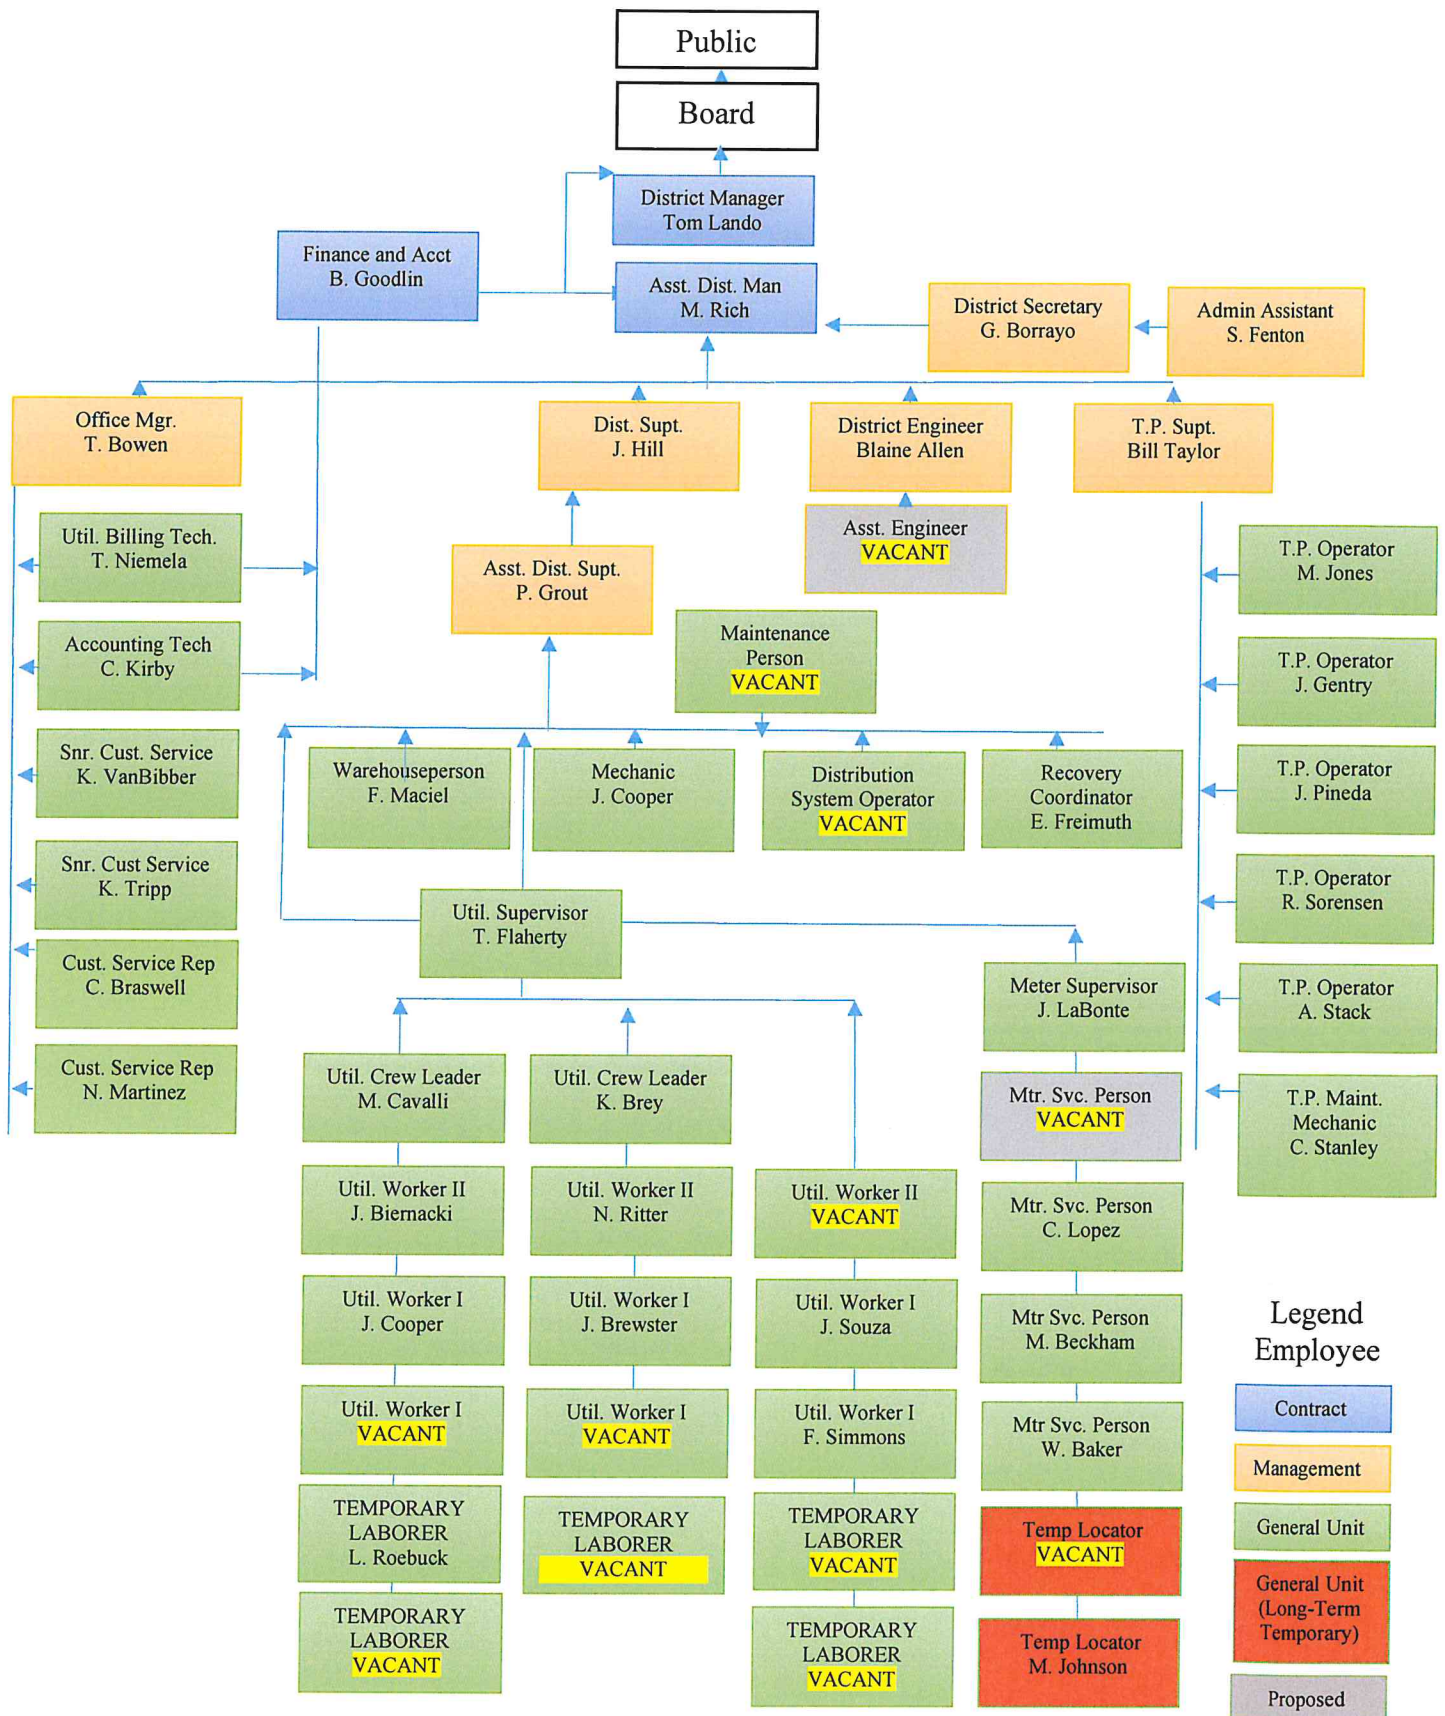 Public
Board
District Manager
Tom Lando
Finance and Acct
B. Goodlin
Asst. Dist. Man
M. Rich
District Secretary
G. Borrayo
Admin Assistant
S. Fenton
Office Mgr.
T. Bowen
Dist. Supt.
J. Hill
District Engineer
Blaine Allen
T.P. Supt.
Bill Taylor
Asst. Engineer
VACANT
Asst. Dist. Supt.
P. Grout
Maintenance
Person
VACANT
Util. Billing Tech.
T. Niemela
Accounting Tech
C. Kirby
Snr. Cust. Service
K. VanBibber
Snr. Cust Service
K. Tripp
Cust. Service Rep
C. Braswell
Cust. Service Rep
N. Martinez
Warehouseperson
F. Maciel
Mechanic
J. Cooper
Distribution
System Operator
VACANT
Recovery
Coordinator
E. Freimuth
T.P. Operator
M. Jones
T.P. Operator
J. Gentry
T.P. Operator
J. Pineda
T.P. Operator
R. Sorensen
T.P. Operator
A. Stack
T.P. Maint.
Mechanic
C. Stanley
Util. Supervisor
T. Flaherty
Util. Crew Leader
M. Cavalli
Util. Worker II
J. Biernacki
Util. Worker I
J. Cooper
Util. Worker I
VACANT
TEMPORARY
LABORER
L. Roebuck
TEMPORARY
LABORER
VACANT
Util. Crew Leader
K. Brey
Util. Worker II
N. Ritter
Util. Worker I
J. Brewster
Util. Worker I
VACANT
TEMPORARY
LABORER
VACANT
Util. Worker II
VACANT
Util. Worker I
J. Souza
Util. Worker I
F. Simmons
TEMPORARY
LABORER
VACANT
TEMPORARY
LABORER
VACANT
Meter Supervisor
J. LaBonte
Mtr. Svc. Person
VACANT
Mtr. Svc. Person
C. Lopez
Mtr Svc. Person
M. Beckham
Mtr Svc. Person
W. Baker
Temp Locator
VACANT
Temp Locator
M. Johnson
Legend
Employee
Contract
Management
General Unit
General Unit
(Long-Term
Temporary)
Proposed